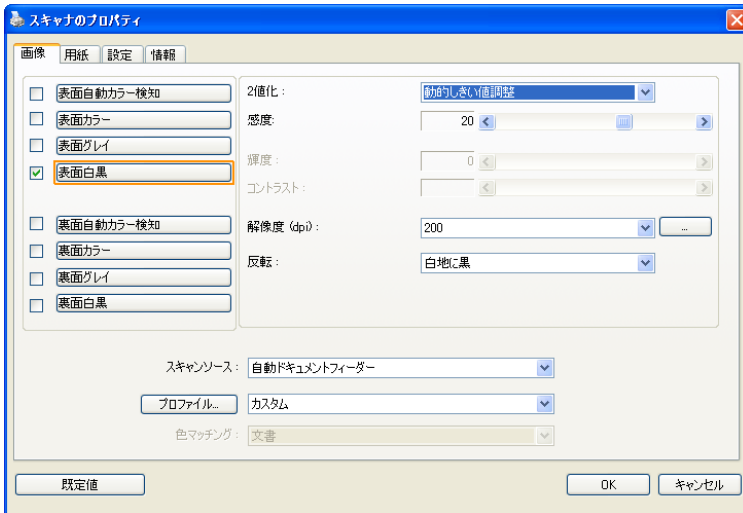 スキャナのプロパティ
画像 用紙 設定 情報
表面自動カラー検知
表面カラー
表面グレイ
表面白黒
裏面自動カラー検知
裏面カラー
裏面グレイ
裏面白黒
2値化: 動的しきい値調整
感度: 20
輝度: 0
コントラスト:
解像度 (dpi): 200 ...
反転: 白地に黒
スキャンソース: 自動ドキュメントフィーダー
プロファイル... カスタム
色マッチング: 文書
既定値 OK キャンセル